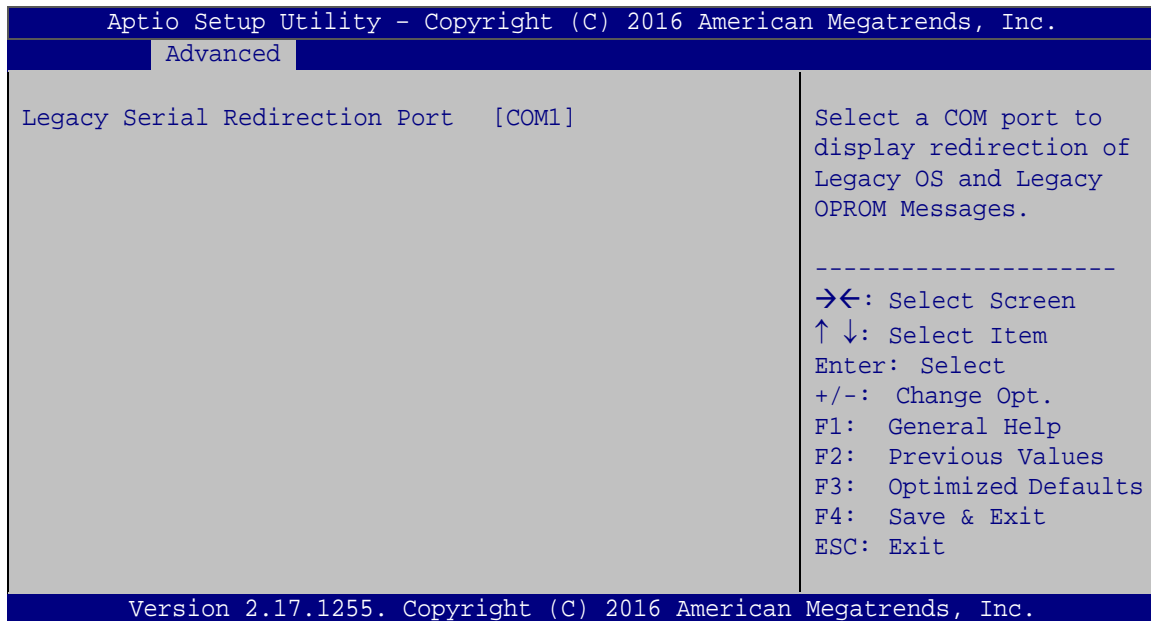 Aptio Setup Utility – Copyright (C) 2016 American Megatrends, Inc.
Advanced
Legacy Serial Redirection Port [COM1]
Select a COM port to
display redirection of
Legacy OS and Legacy
OPROM Messages.
---------------------
→←: Select Screen
↑ ↓: Select Item
Enter: Select
+/-: Change Opt.
F1: General Help
F2: Previous Values
F3: Optimized Defaults
F4: Save & Exit
ESC: Exit
Version 2.17.1255. Copyright (C) 2016 American Megatrends, Inc.